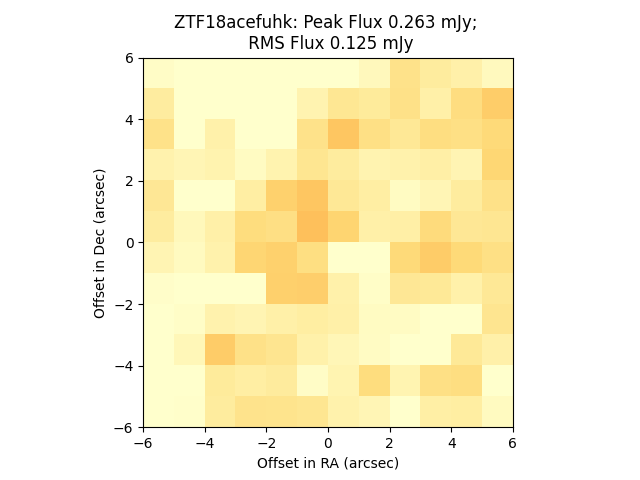 ZTF18acefuhk: Peak Flux 0.263 mJy;
RMS Flux 0.125 mJy
6
4
2
0
−2
−4
−6
Offset in Dec (arcsec)
−6 −4 −2 0 2 4 6
Offset in RA (arcsec)